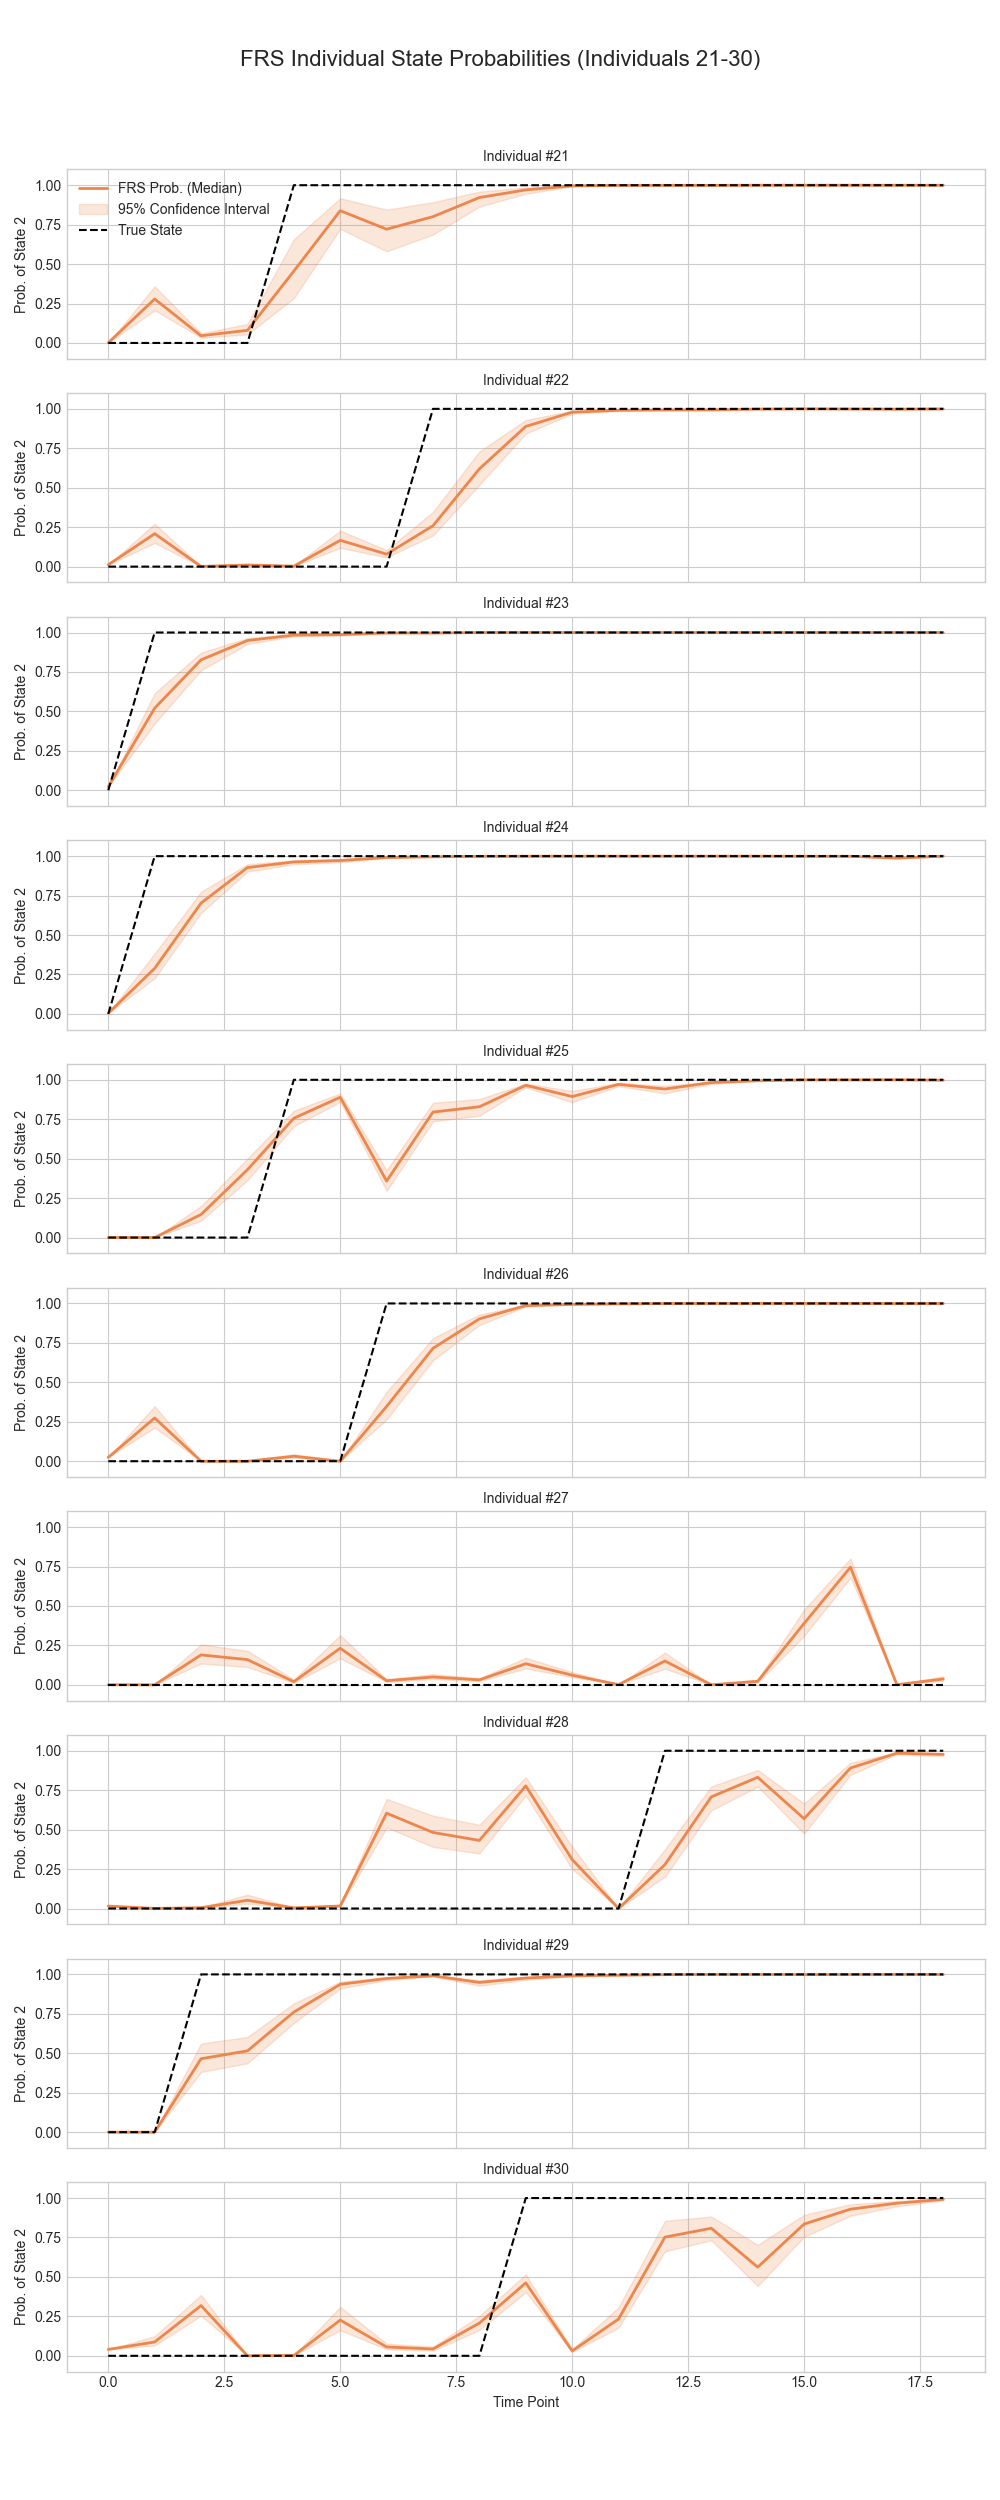 FRS Individual State Probabilities (Individuals 21-30)
Individual #21
1.00
0.75
0.50
0.25
0.00
Prob. of State 2
FRS Prob. (Median)
95% Confidence Interval
True State
Individual #22
1.00
0.75
0.50
0.25
0.00
Prob. of State 2
Individual #23
1.00
0.75
0.50
0.25
0.00
Prob. of State 2
Individual #24
1.00
0.75
0.50
0.25
0.00
Prob. of State 2
Individual #25
1.00
0.75
0.50
0.25
0.00
Prob. of State 2
Individual #26
1.00
0.75
0.50
0.25
0.00
Prob. of State 2
Individual #27
1.00
0.75
0.50
0.25
0.00
Prob. of State 2
Individual #28
1.00
0.75
0.50
0.25
0.00
Prob. of State 2
Individual #29
1.00
0.75
0.50
0.25
0.00
Prob. of State 2
Individual #30
1.00
0.75
0.50
0.25
0.00
Prob. of State 2
0.0 2.5 5.0 7.5 10.0 12.5 15.0 17.5
Time Point